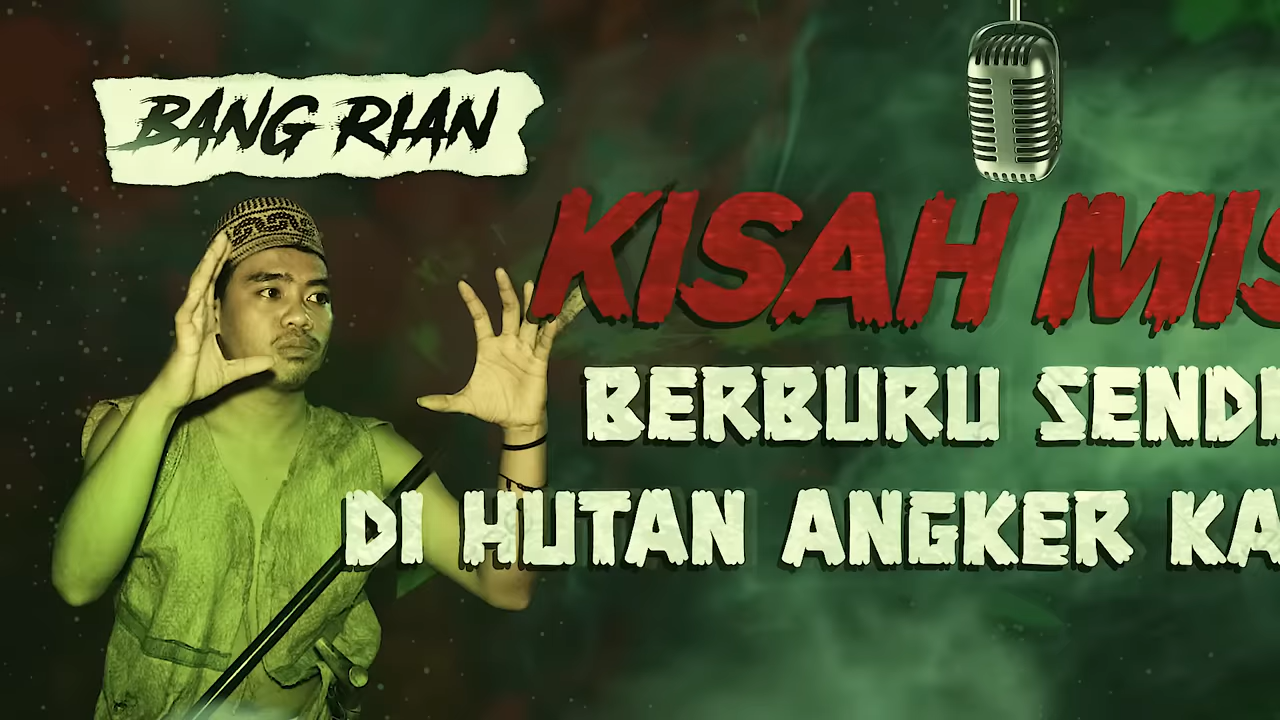 BANG RIAN
KISAH MIS
BERBURU SENDI
DI HUTAN ANGKER KA